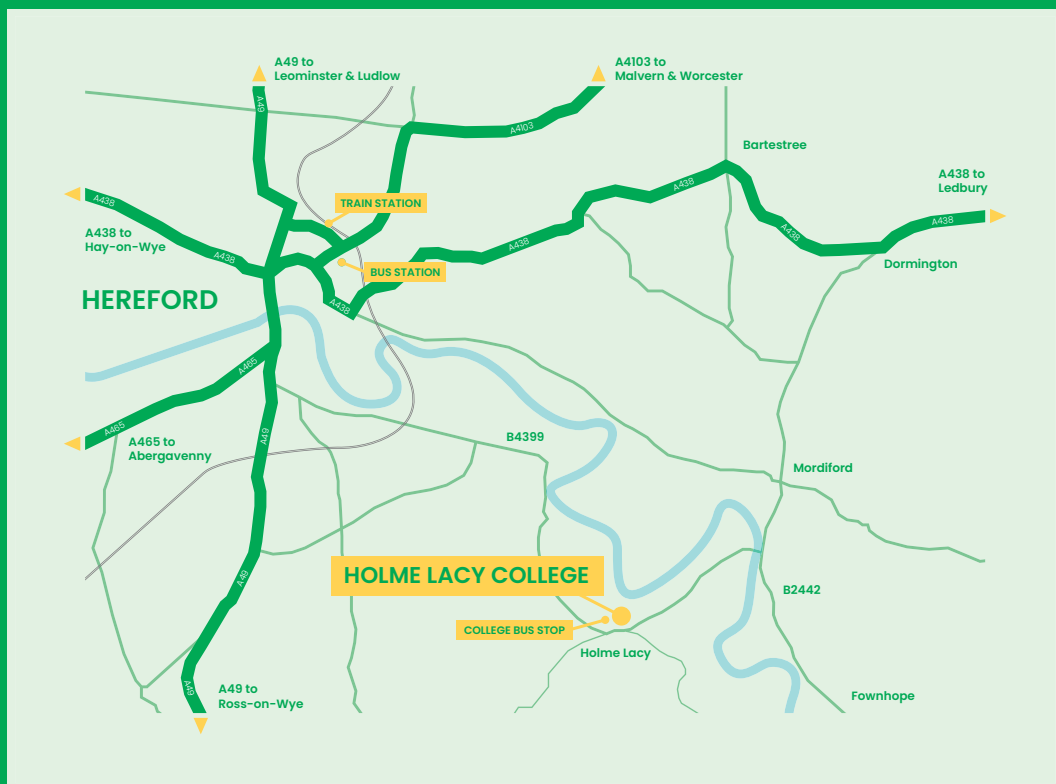 A49 to
Leominster & Ludlow
A4103 to
Malvern & Worcester
A49
A4103
Bartestree
A438 to
Ledbury
A438
A438
TRAIN STATION
A438
A438
A438 to
Hay-on-Wye
A438
A438
A438
BUS STATION
Dormington
HEREFORD
A438
A465
A465
A465 to
Abergavenny
A49
B4399
Mordiford
HOLME LACY COLLEGE
A49
B2442
COLLEGE BUS STOP
Holme Lacy
A49
A49 to
Ross-on-Wye
Fownhope